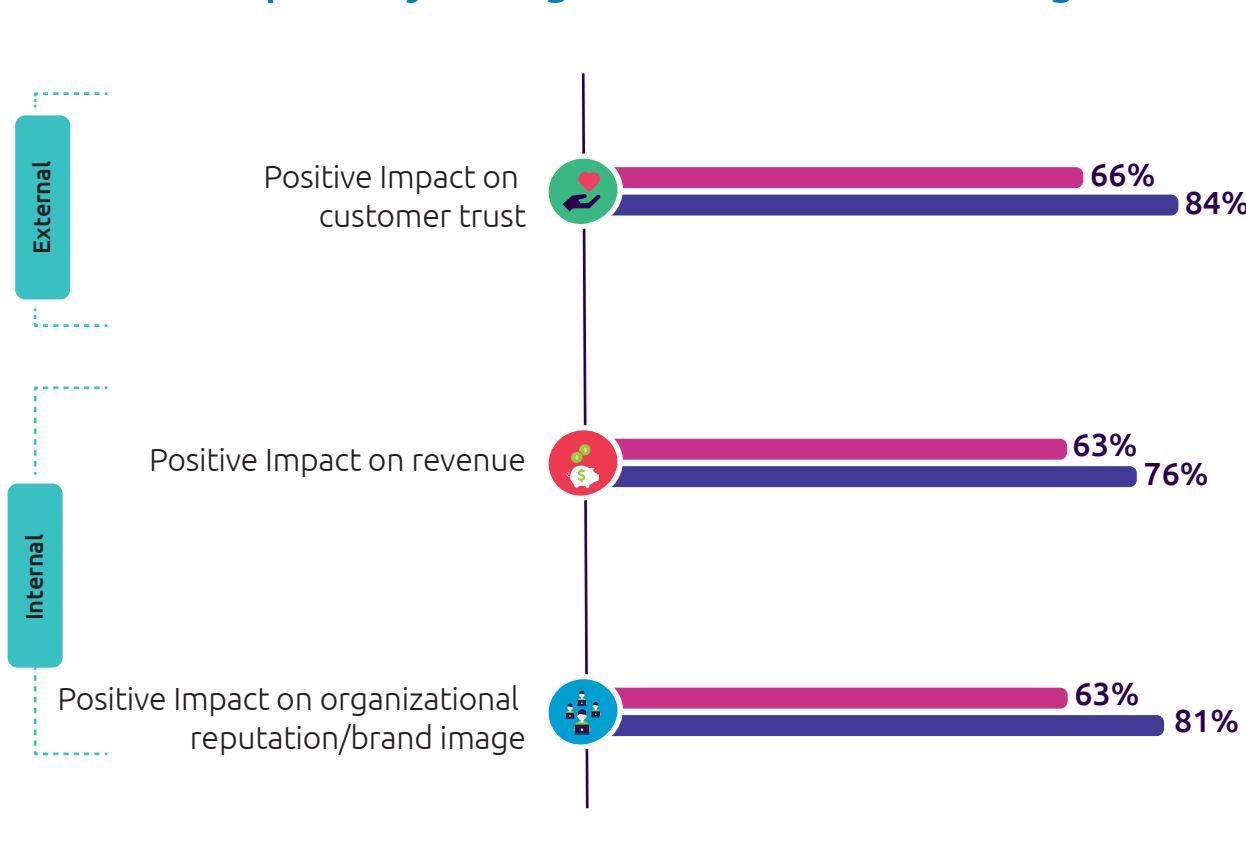 External
Positive Impact on
customer trust
66%
84%
Internal
Positive Impact on revenue
63%
76%
Positive Impact on organizational
reputation/brand image
63%
81%